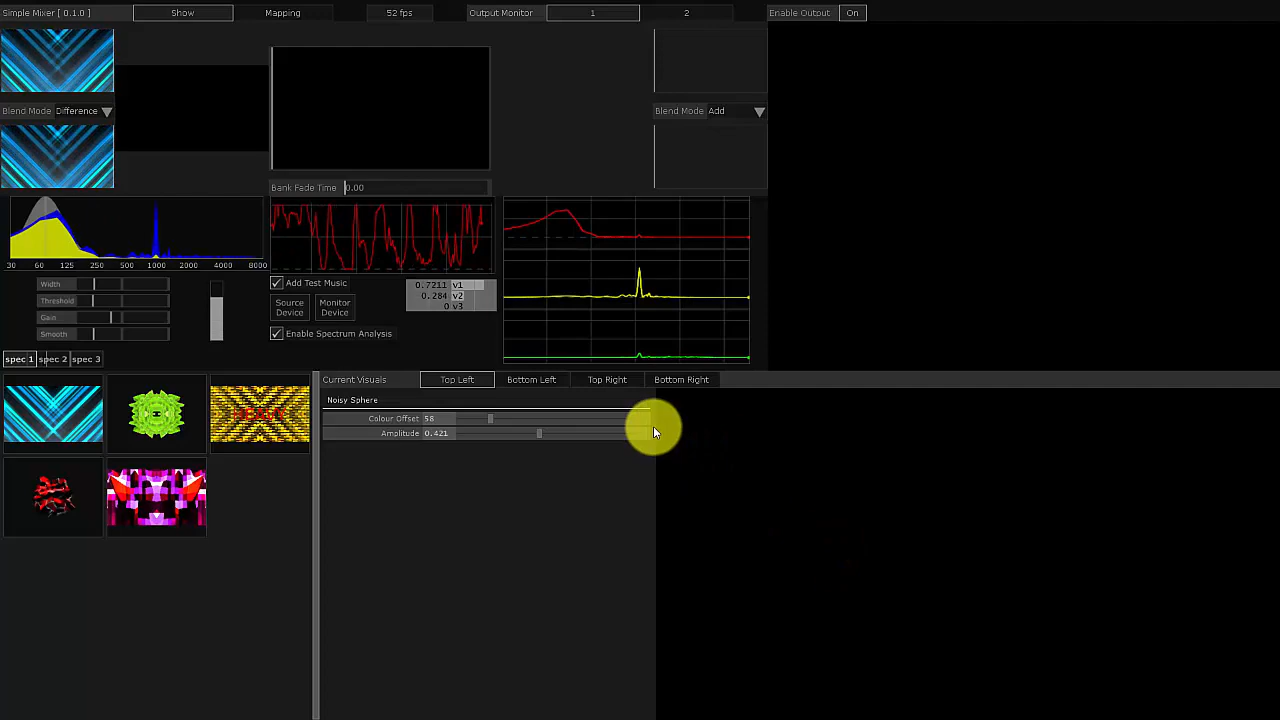 Simple Mixer [ 0.1.0 ] Show Mapping 52 fps Output Monitor 1 2 Enable Output On
Blend Mode Difference
Blend Mode Add
Bank Fade Time 0.00
30 60 125 250 500 1000 2000 4000 8000
Width
Threshold
Gain
Smooth
Add Test Music
Source Device
Monitor Device
0.7211 v1
0.284 v2
0 v3
Enable Spectrum Analysis
spec 1 spec 2 spec 3
HEAVY
Current Visuals Top Left Bottom Left Top Right Bottom Right
Noisy Sphere
Colour Offset 58
Amplitude 0.421